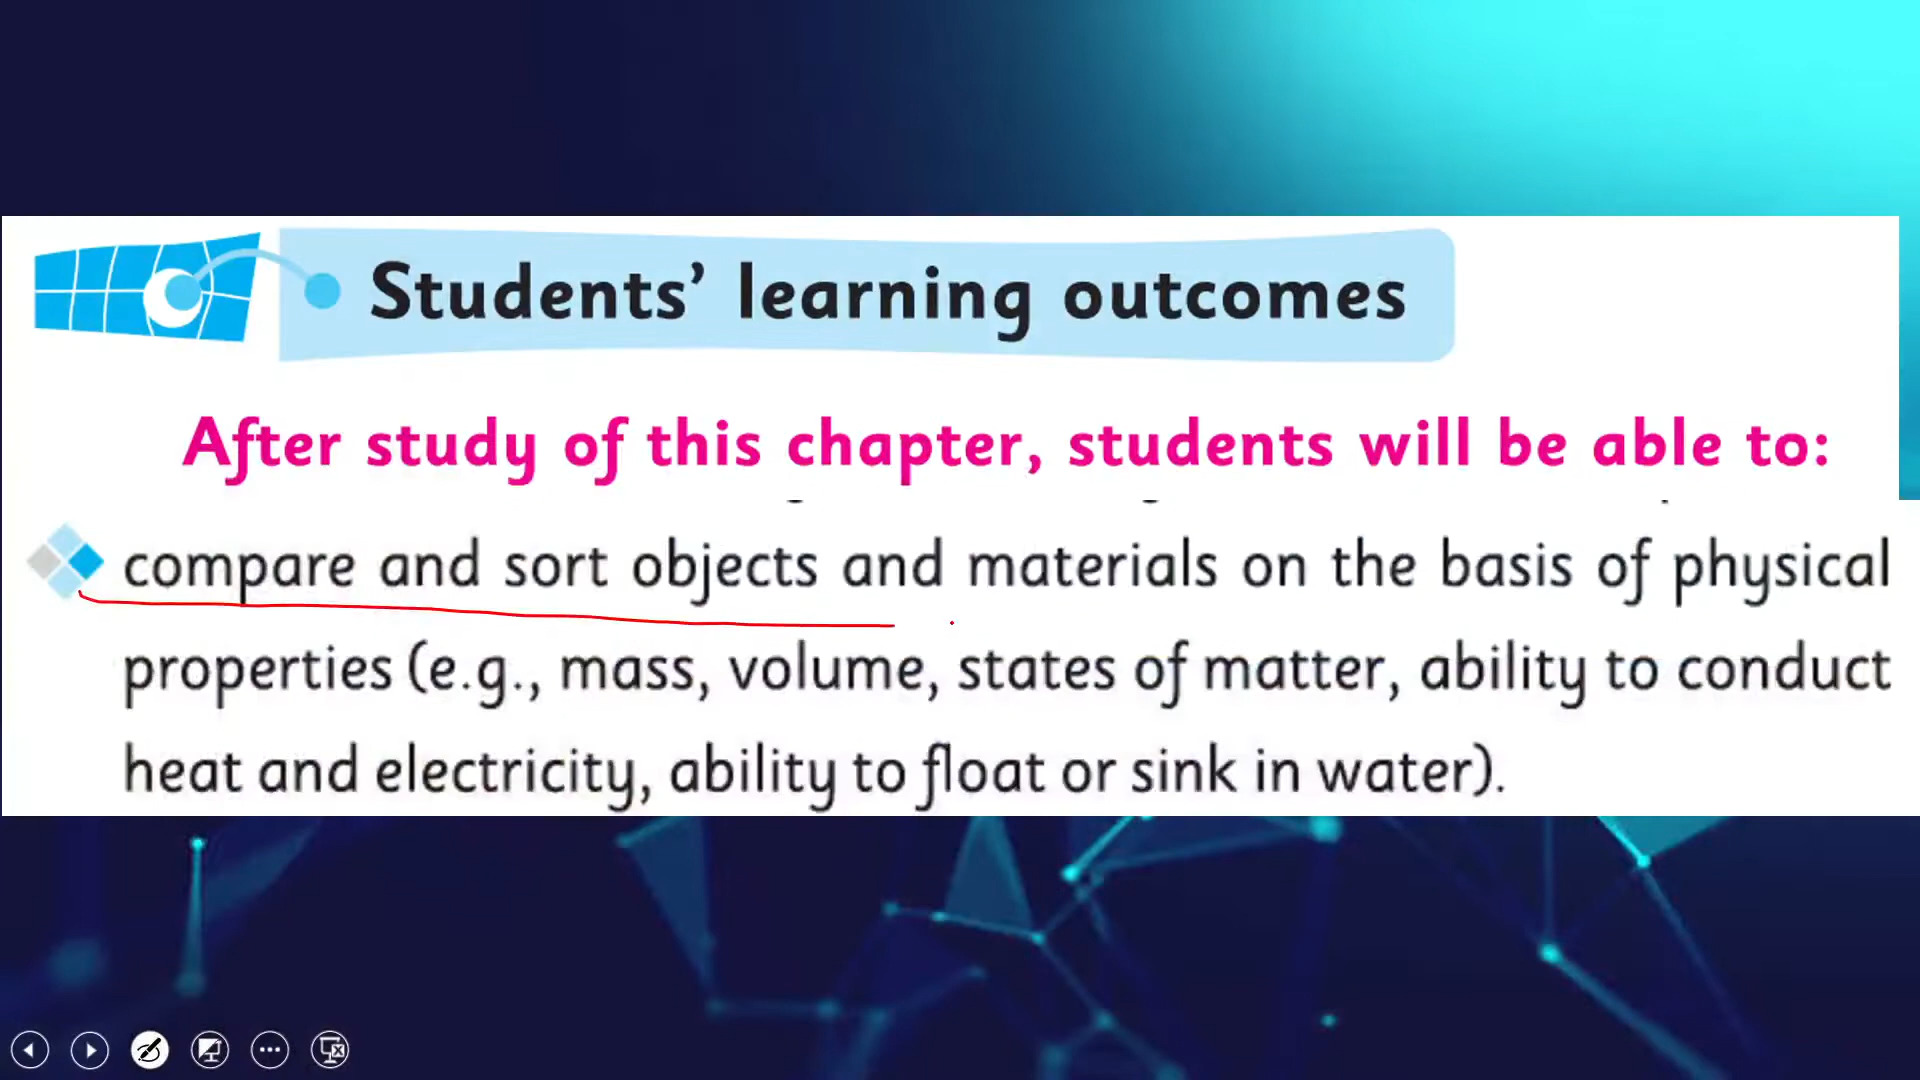 Students’ learning outcomes
After study of this chapter, students will be able to:
compare and sort objects and materials on the basis of physical
properties (e.g., mass, volume, states of matter, ability to conduct
heat and electricity, ability to float or sink in water).